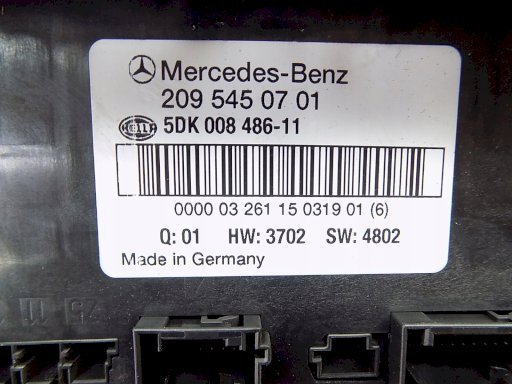 Mercedes-Benz
209 545 07 01
HELLA 5DK 008 486-11
0000 03 261 15 0319 01 (6)
Q: 01 HW: 3702 SW: 4802
Made in Germany